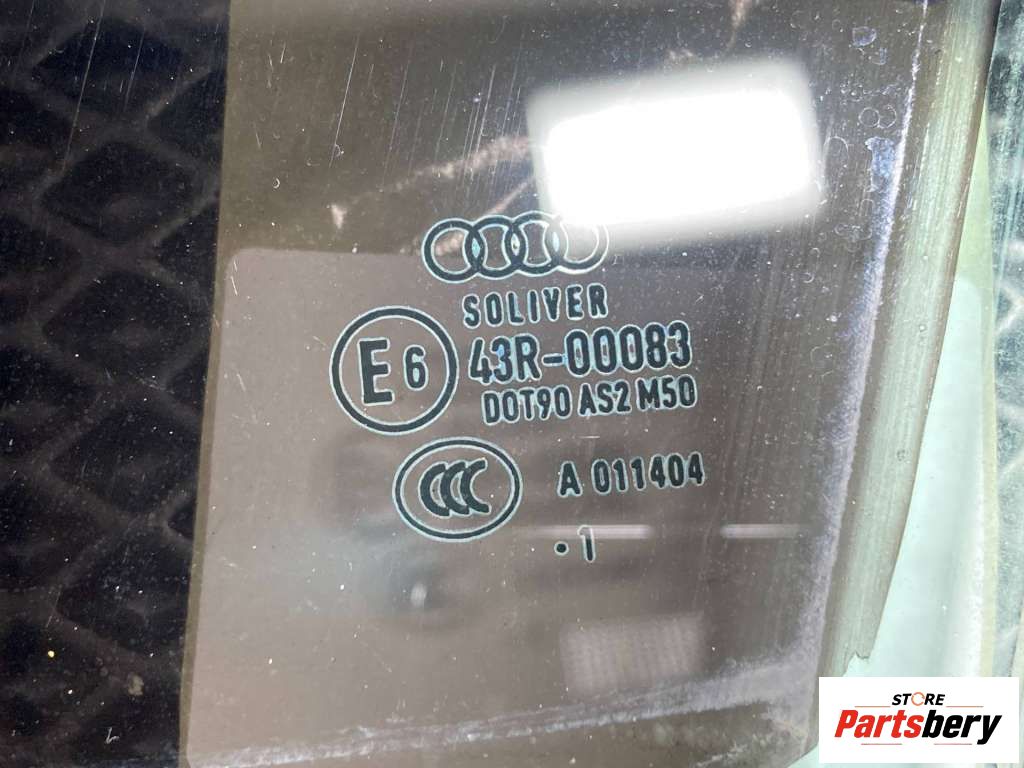 SOLIVER
E6 43R-00083
DOT90 AS2 M50
CCC A 011404
·1
STORE
Partsbery